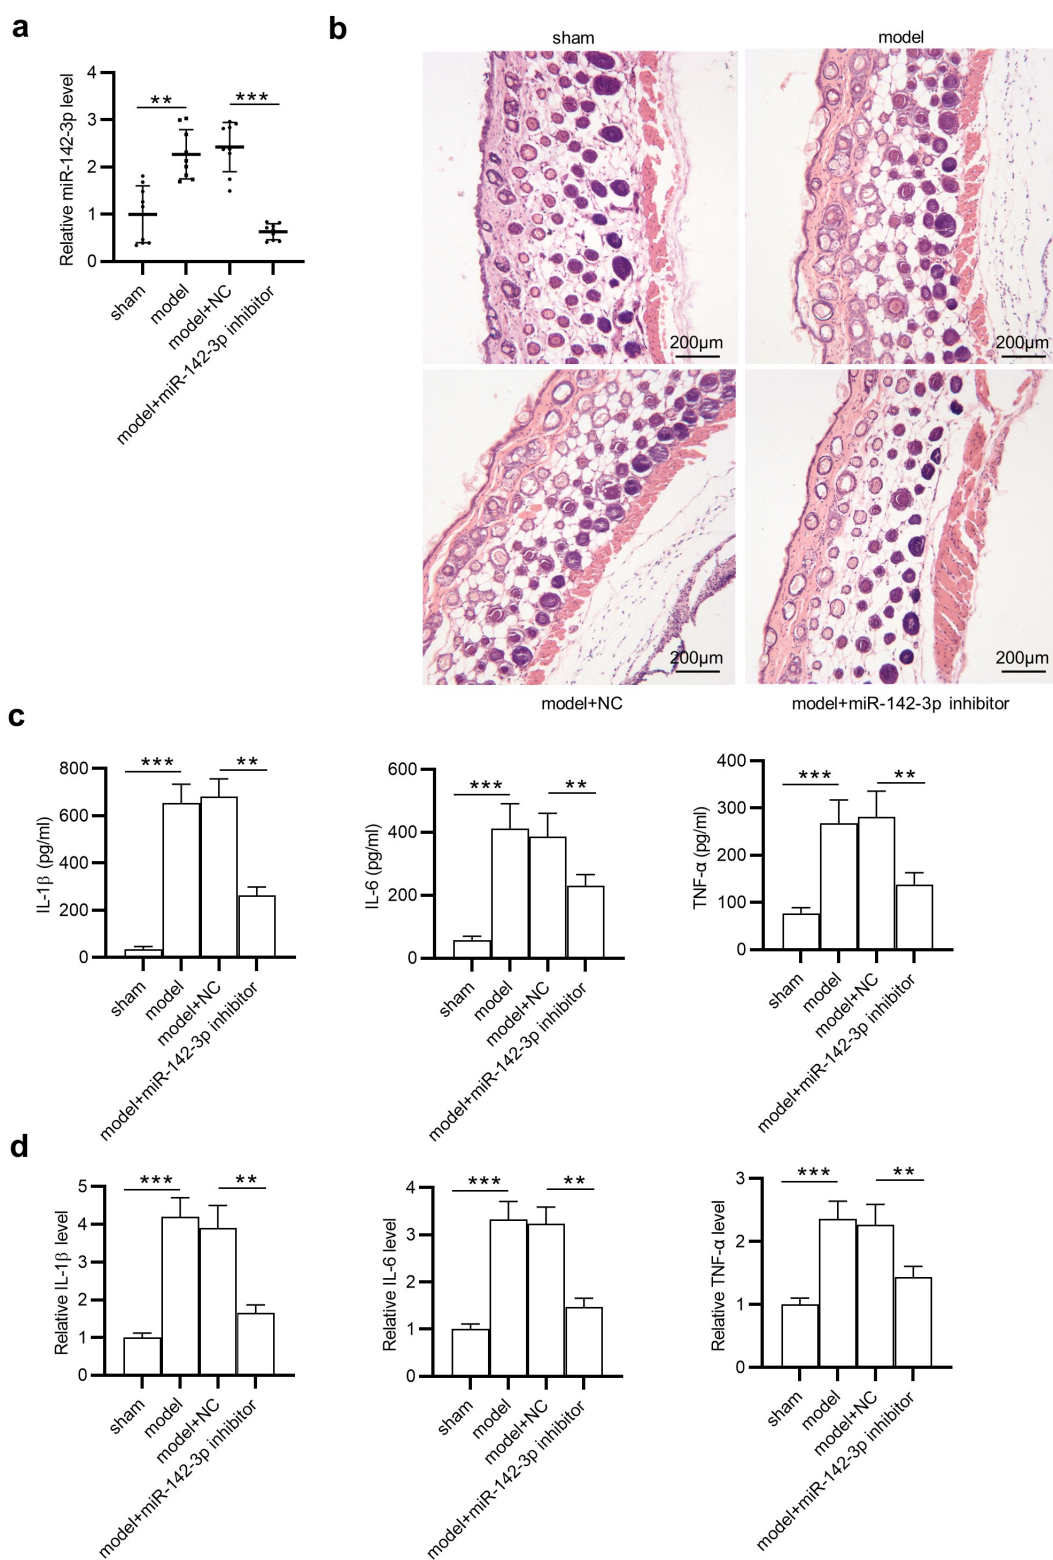 a
b
sham
model
4
3
2
1
0
Relative miR-142-3p level
**
***
sham
model
model+NC
model+miR-142-3p inhibitor
200μm
200μm
200μm
200μm
model+NC
model+miR-142-3p inhibitor
c
800
600
400
200
0
IL-1β (pg/ml)
***
**
sham
model
model+NC
model+miR-142-3p inhibitor
600
400
200
0
IL-6 (pg/ml)
***
**
sham
model
model+NC
model+miR-142-3p inhibitor
400
300
200
100
0
TNF-α (pg/ml)
***
**
sham
model
model+NC
model+miR-142-3p inhibitor
d
5
4
3
2
1
0
Relative IL-1β level
***
**
sham
model
model+NC
model+miR-142-3p inhibitor
4
3
2
1
0
Relative IL-6 level
***
**
sham
model
model+NC
model+miR-142-3p inhibitor
3
2
1
0
Relative TNF-α level
***
**
sham
model
model+NC
model+miR-142-3p inhibitor